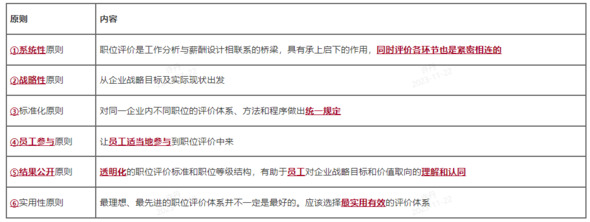 原则 内容
①系统性原则 职位评价是工作分析与薪酬设计相联系的桥梁，具有承上启下的作用，同时评价各环节也是紧密相连的
②战略性原则 从企业战略目标及实际现状出发
③标准化原则 对同一企业内不同职位的评价体系、方法和程序做出统一规定
④员工参与原则 让员工适当地参与到职位评价中来
⑤结果公开原则 透明化的职位评价标准和职位等级结构，有助于员工对企业战略目标和价值取向的理解和认同
⑥实用性原则 最理想、最先进的职位评价体系并不一定是最好的。应该选择最实用有效的评价体系